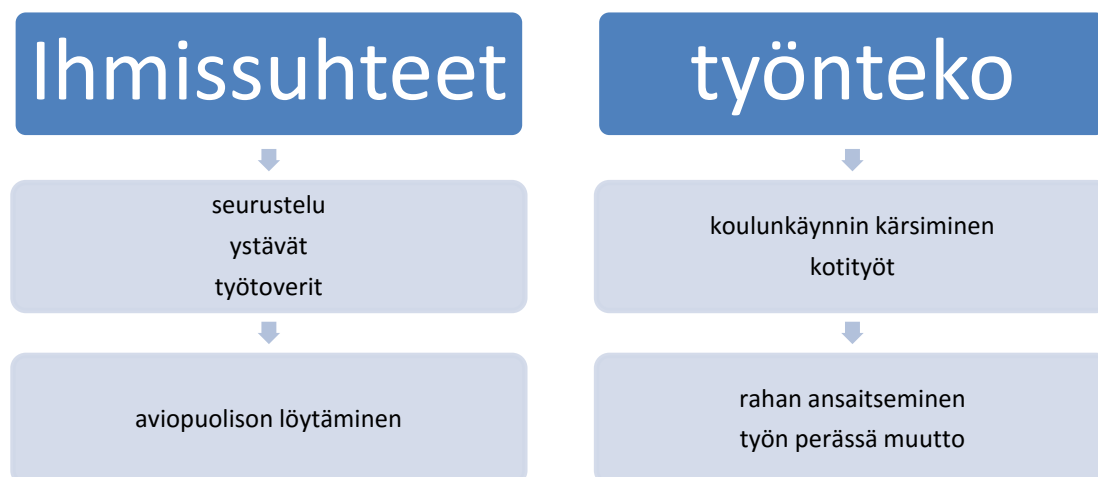 Ihmissuhteet
seurustelu
ystävät
työtoverit
aviopuolison löytäminen
työnteko
koulunkäynnin kärsiminen
kotityöt
rahan ansaitseminen
työn perässä muutto